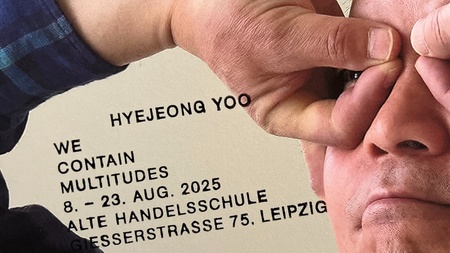 HYEJEONG YOO
WE
CONTAIN
MULTITUDES
8. – 23. AUG. 2025
ALTE HANDELSSCHULE
GIESSERSTRASSE 75. LEIPZIG